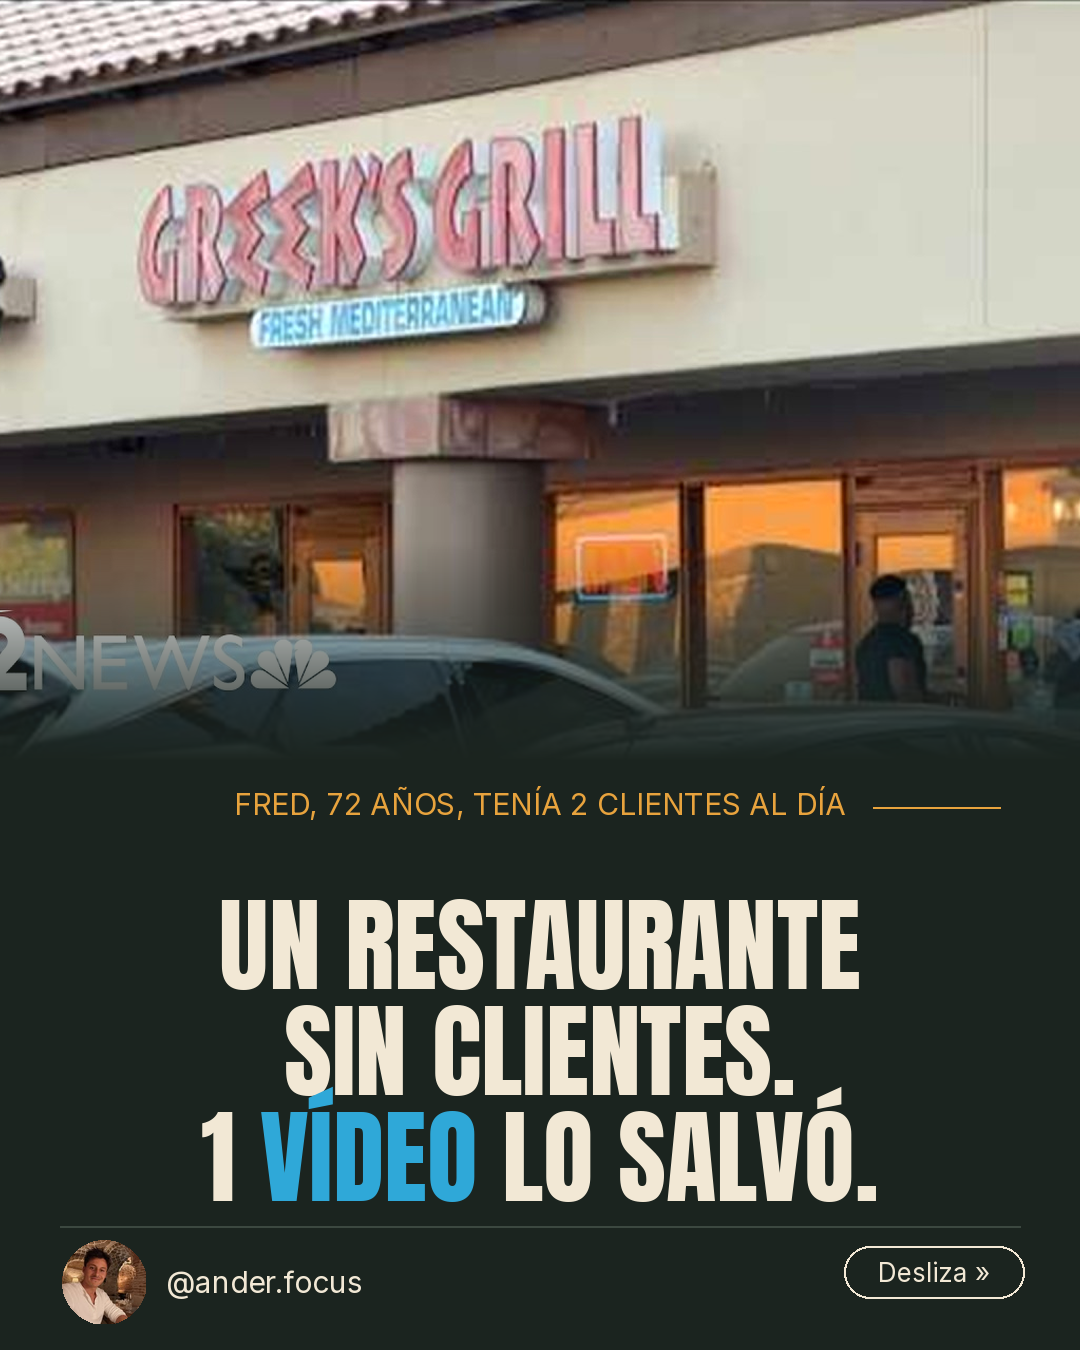 GREEK'S GRILL
FRESH MEDITERRANEAN
2NEWS
FRED, 72 AÑOS, TENÍA 2 CLIENTES AL DÍA
UN RESTAURANTE
SIN CLIENTES.
1 VÍDEO LO SALVÓ.
@ander.focus
Desliza »